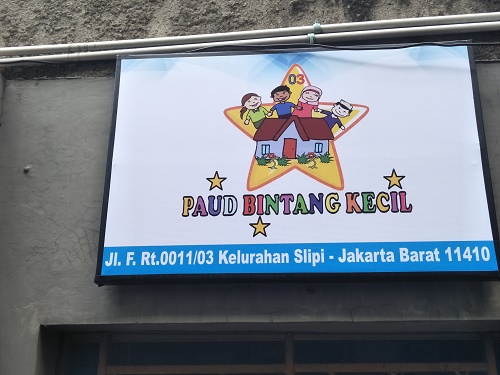 03
PAUD BINTANG KECIL
Jl. F. Rt.0011/03 Kelurahan Slipi - Jakarta Barat 11410